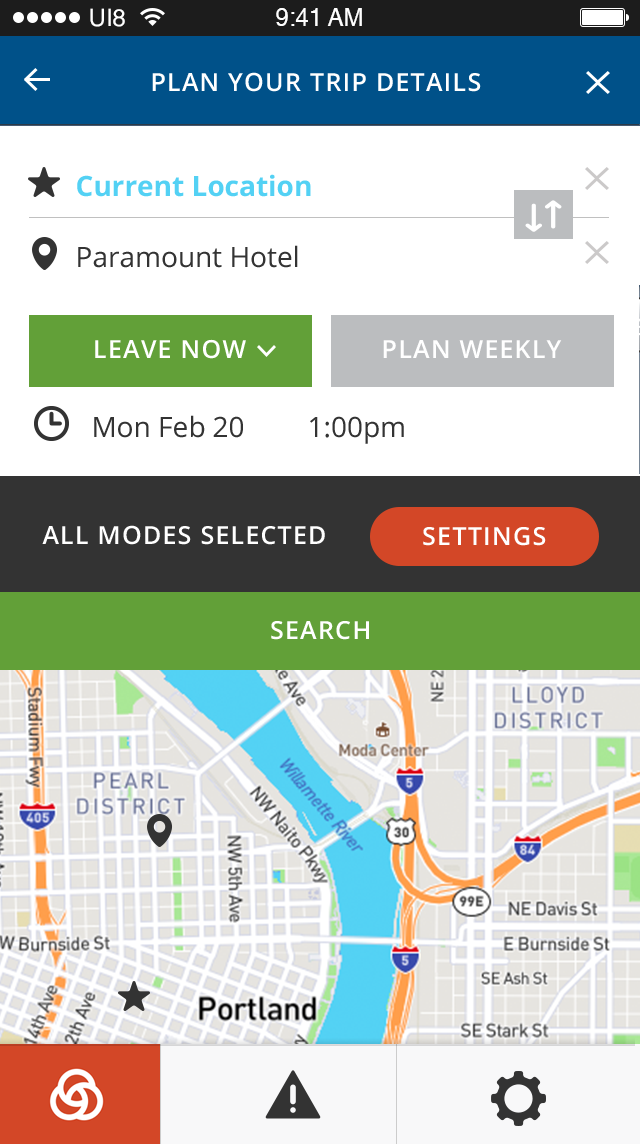 UI8 9:41 AM
PLAN YOUR TRIP DETAILS
Current Location
Paramount Hotel
LEAVE NOW PLAN WEEKLY
Mon Feb 20 1:00pm
ALL MODES SELECTED SETTINGS
SEARCH
Stadium Fwy
NE 2
LLOYD
DISTRICT
Moda Center
5
PEARL
DISTRICT
Willamette River
405
NW Naito Pkwy
30
84
NW 5th Ave
99E
NE Davis St
W Burnside St
E Burnside St
5
SE Ash St
14th Ave
2th Ave
Portland
SE Stark St